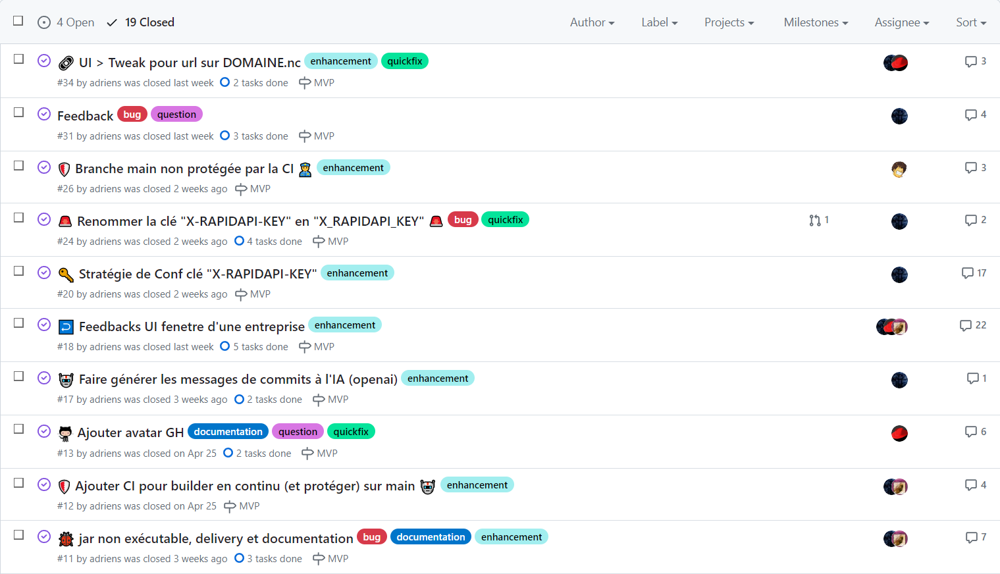 4 Open 19 Closed Author Label Projects Milestones Assignee Sort
UI > Tweak pour url sur DOMAINE.nc enhancement quickfix 3
#34 by adriens was closed last week 2 tasks done MVP
Feedback bug question 4
#31 by adriens was closed last week 3 tasks done MVP
Branche main non protégée par la CI enhancement 3
#26 by adriens was closed 2 weeks ago MVP
Renommer la clé "X-RAPIDAPI-KEY" en "X_RAPIDAPI_KEY" bug quickfix 1 2
#24 by adriens was closed 2 weeks ago 4 tasks done MVP
Stratégie de Conf clé "X-RAPIDAPI-KEY" enhancement 17
#20 by adriens was closed 2 weeks ago MVP
Feedbacks UI fenetre d'une entreprise enhancement 22
#18 by adriens was closed last week 5 tasks done MVP
Faire générer les messages de commits à l'IA (openai) enhancement 1
#17 by adriens was closed 3 weeks ago 2 tasks done MVP
Ajouter avatar GH documentation question quickfix 6
#13 by adriens was closed on Apr 25 2 tasks done MVP
Ajouter CI pour builder en continu (et protéger) sur main enhancement 4
#12 by adriens was closed on Apr 25 MVP
jar non exécutable, delivery et documentation bug documentation enhancement 7
#11 by adriens was closed 3 weeks ago 3 tasks done MVP